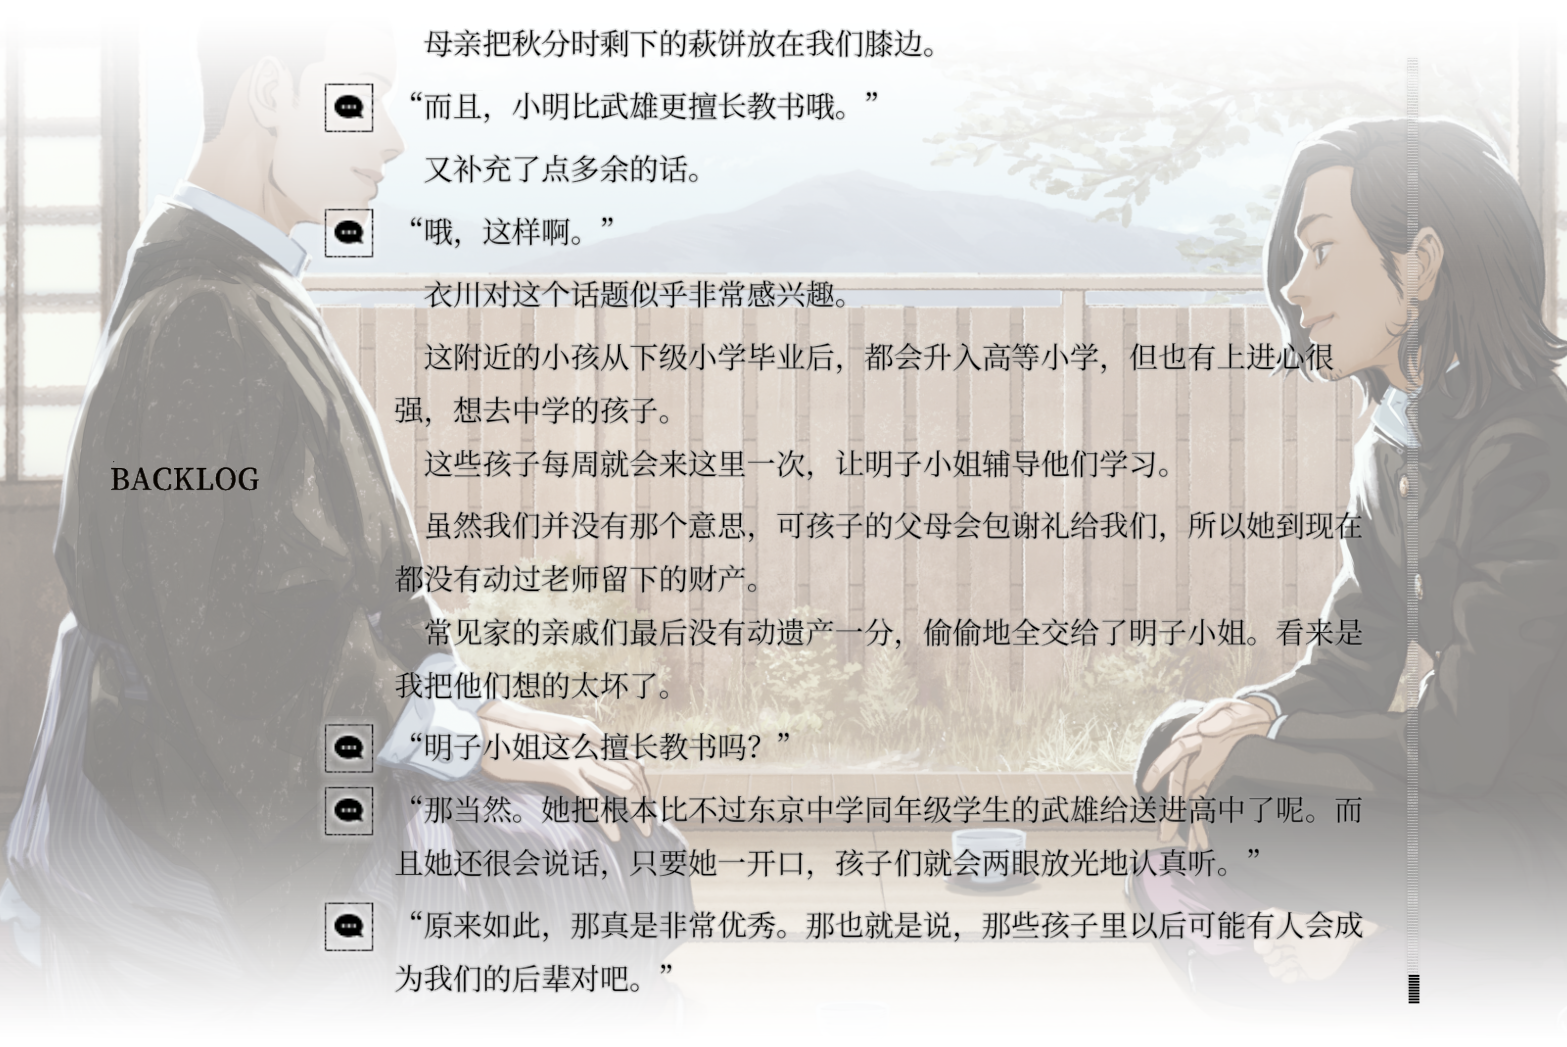 母亲把秋分时剩下的萩饼放在我们膝边。
“而且，小明比武雄更擅长教书哦。”
又补充了点多余的话。
“哦，这样啊。”
衣川对这个话题似乎非常感兴趣。
这附近的小孩从下级小学毕业后，都会升入高等小学，但也有上进心很
强，想去中学的孩子。
这些孩子每周就会来这里一次，让明子小姐辅导他们学习。
BACKLOG
虽然我们并没有那个意思，可孩子的父母会包谢礼给我们，所以她到现在
都没有动过老师留下的财产。
常见家的亲戚们最后没有动遗产一分，偷偷地全交给了明子小姐。看来是
我把他们想的太坏了。
“明子小姐这么擅长教书吗？”
“那当然。她把根本比不过东京中学同年级学生的武雄给送进高中了呢。而
且她还很会说话，只要她一开口，孩子们就会两眼放光地认真听。”
“原来如此，那真是非常优秀。那也就是说，那些孩子里以后可能有人会成
为我们的后辈对吧。”